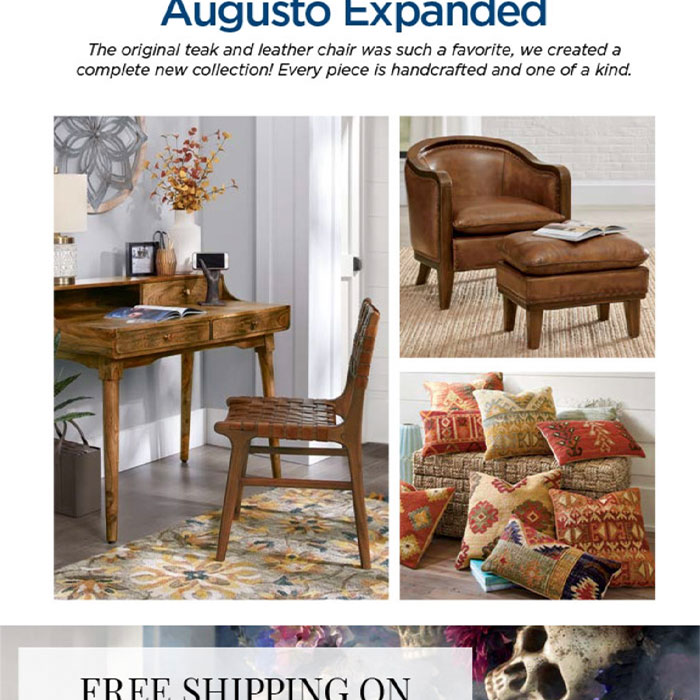 Augusto Expanded
The original teak and leather chair was such a favorite, we created a
complete new collection! Every piece is handcrafted and one of a kind.
FREE SHIPPING ON